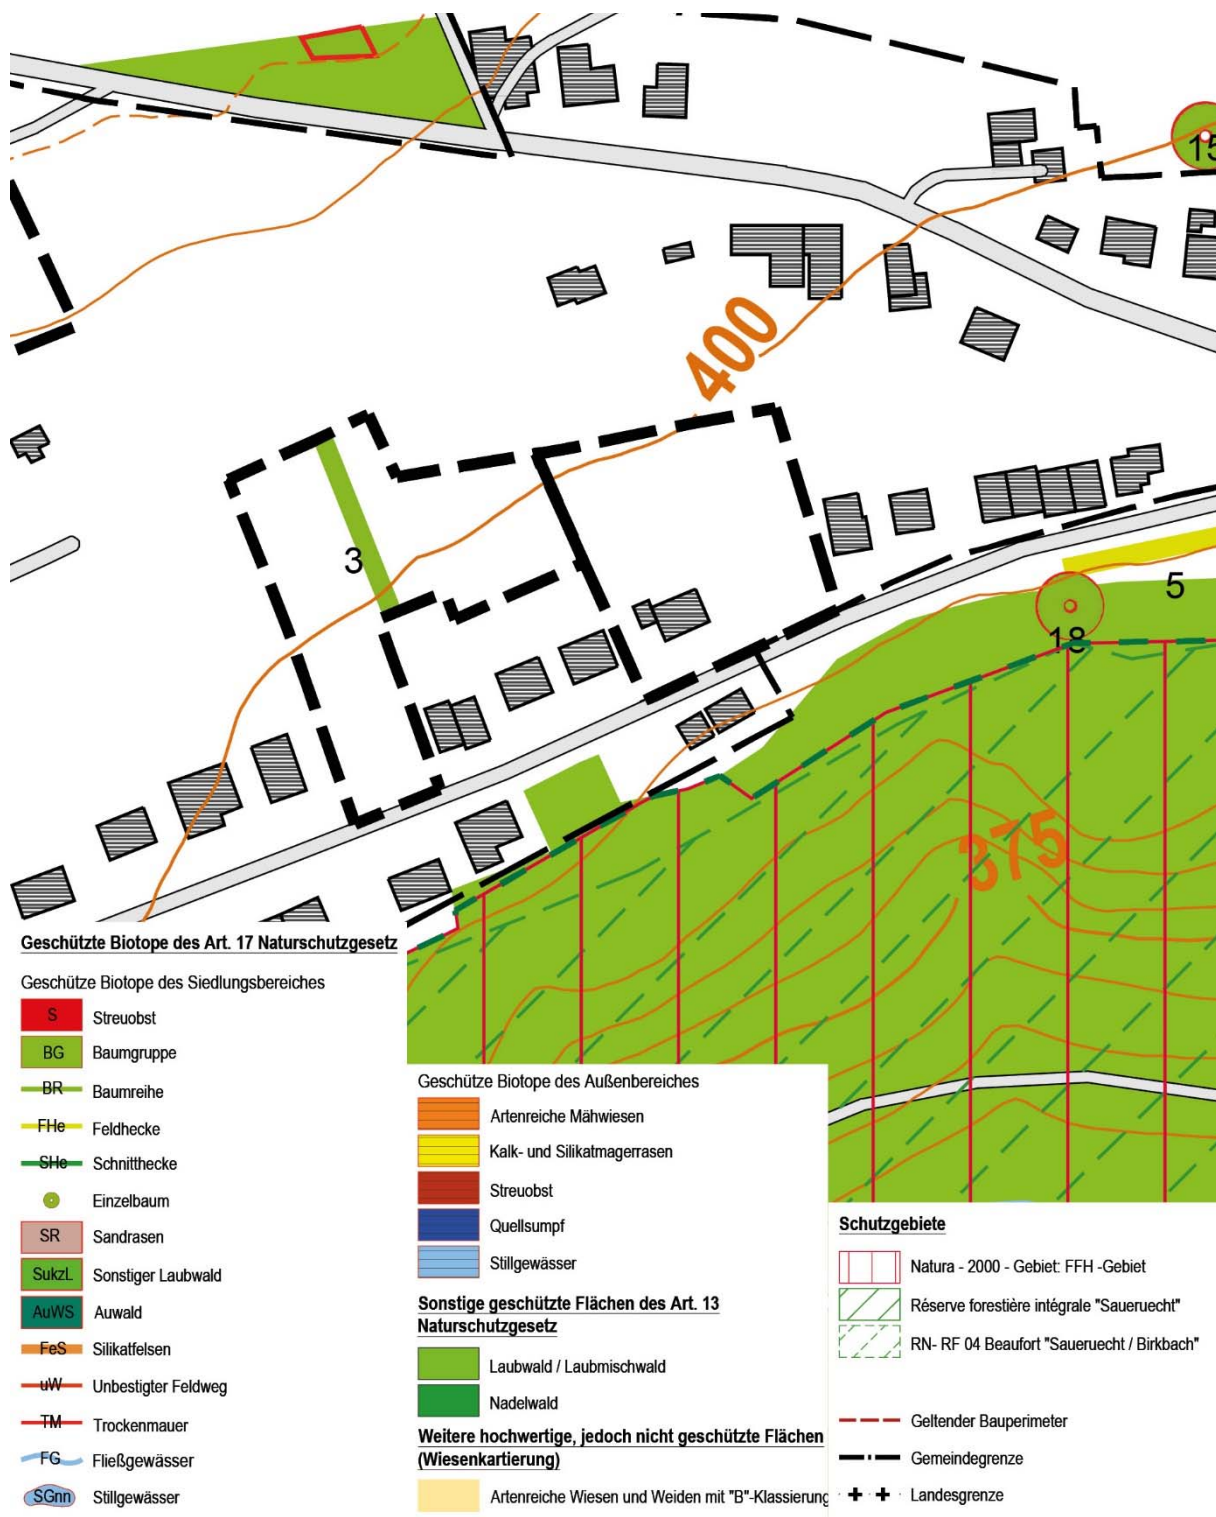 15
400
3
5
18
375
Geschützte Biotope des Art. 17 Naturschutzgesetz
Geschütze Biotope des Siedlungsbereiches
S Streuobst
BG Baumgruppe
BR Baumreihe
FHe Feldhecke
SHe Schnitthecke
Einzelbaum
SR Sandrasen
SukzL Sonstiger Laubwald
AuWS Auwald
FeS Silikatfelsen
uW Unbestigter Feldweg
TM Trockenmauer
FG Fließgewässer
SGnn Stillgewässer
Geschütze Biotope des Außenbereiches
Artenreiche Mähwiesen
Kalk- und Silikatmagerrasen
Streuobst
Quellsumpf
Stillgewässer
Sonstige geschützte Flächen des Art. 13
Naturschutzgesetz
Laubwald / Laubmischwald
Nadelwald
Weitere hochwertige, jedoch nicht geschützte Flächen
(Wiesenkartierung)
Artenreiche Wiesen und Weiden mit "B"-Klassierung
Schutzgebiete
Natura - 2000 - Gebiet: FFH -Gebiet
Réserve forestière intégrale "Saueruecht"
RN- RF 04 Beaufort "Saueruecht / Birkbach"
Geltender Bauperimeter
Gemeindegrenze
Landesgrenze